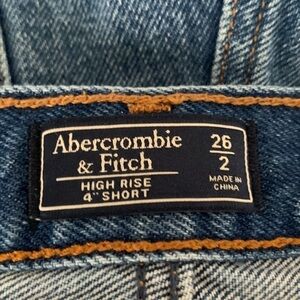 Abercrombie
& Fitch
HIGH RISE
4" SHORT
26
2
MADE IN
CHINA